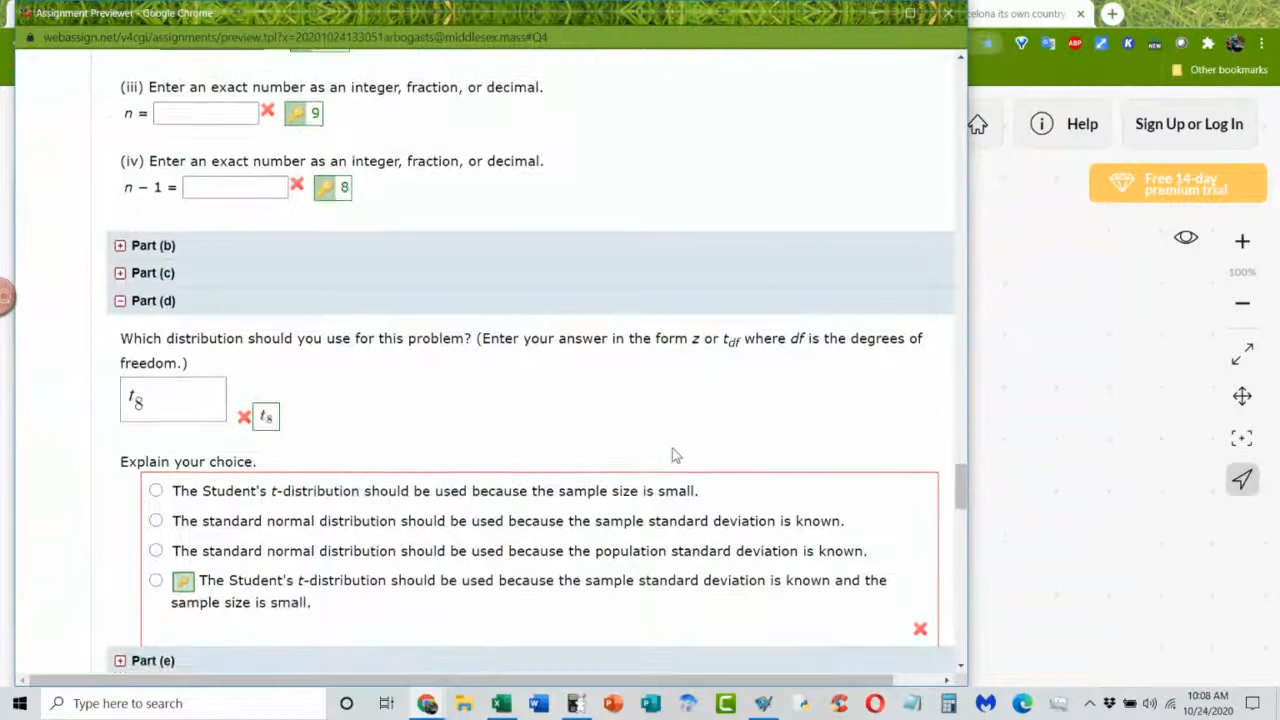 Assignment Previewer - Google Chrome
celona its own country
webassign.net/v4cgi/assignments/preview.tpl?x=20201024133051arbogasts@middlesex.mass#Q4
ABP
K
NEW
Other bookmarks
(iii) Enter an exact number as an integer, fraction, or decimal.
n =
9
Help
Sign Up or Log In
(iv) Enter an exact number as an integer, fraction, or decimal.
n − 1 =
8
Free 14-day
premium trial
Part (b)
100%
Part (c)
Part (d)
Which distribution should you use for this problem? (Enter your answer in the form z or tdf where df is the degrees of
freedom.)
t8
t8
Explain your choice.
The Student's t-distribution should be used because the sample size is small.
The standard normal distribution should be used because the sample standard deviation is known.
The standard normal distribution should be used because the population standard deviation is known.
The Student's t-distribution should be used because the sample standard deviation is known and the
sample size is small.
Part (e)
Type here to search
10:08 AM
10/24/2020